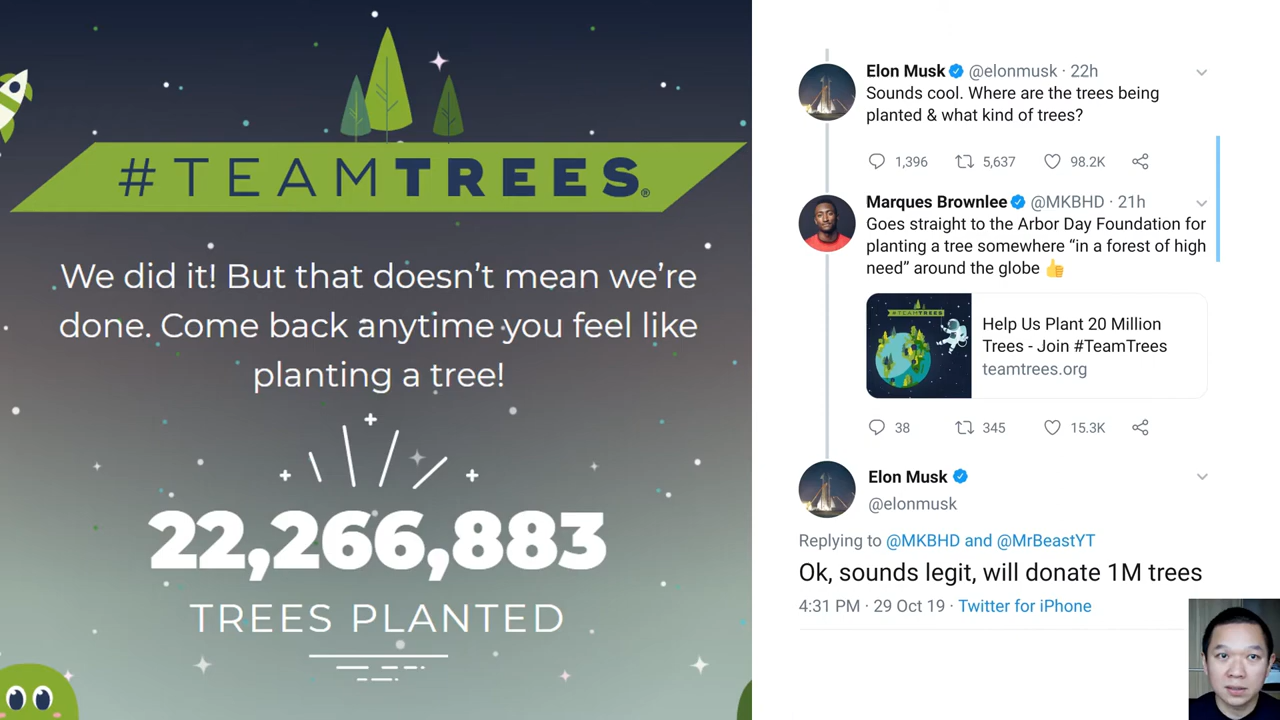 #TEAMTREES®
We did it! But that doesn't mean we're
done. Come back anytime you feel like
planting a tree!
22,266,883
TREES PLANTED
Elon Musk @elonmusk · 22h
Sounds cool. Where are the trees being
planted & what kind of trees?
1,396 5,637 98.2K
Marques Brownlee @MKBHD · 21h
Goes straight to the Arbor Day Foundation for
planting a tree somewhere “in a forest of high
need” around the globe 👍
#TEAMTREES
Help Us Plant 20 Million
Trees - Join #TeamTrees
teamtrees.org
38 345 15.3K
Elon Musk
@elonmusk
Replying to @MKBHD and @MrBeastYT
Ok, sounds legit, will donate 1M trees
4:31 PM · 29 Oct 19 · Twitter for iPhone